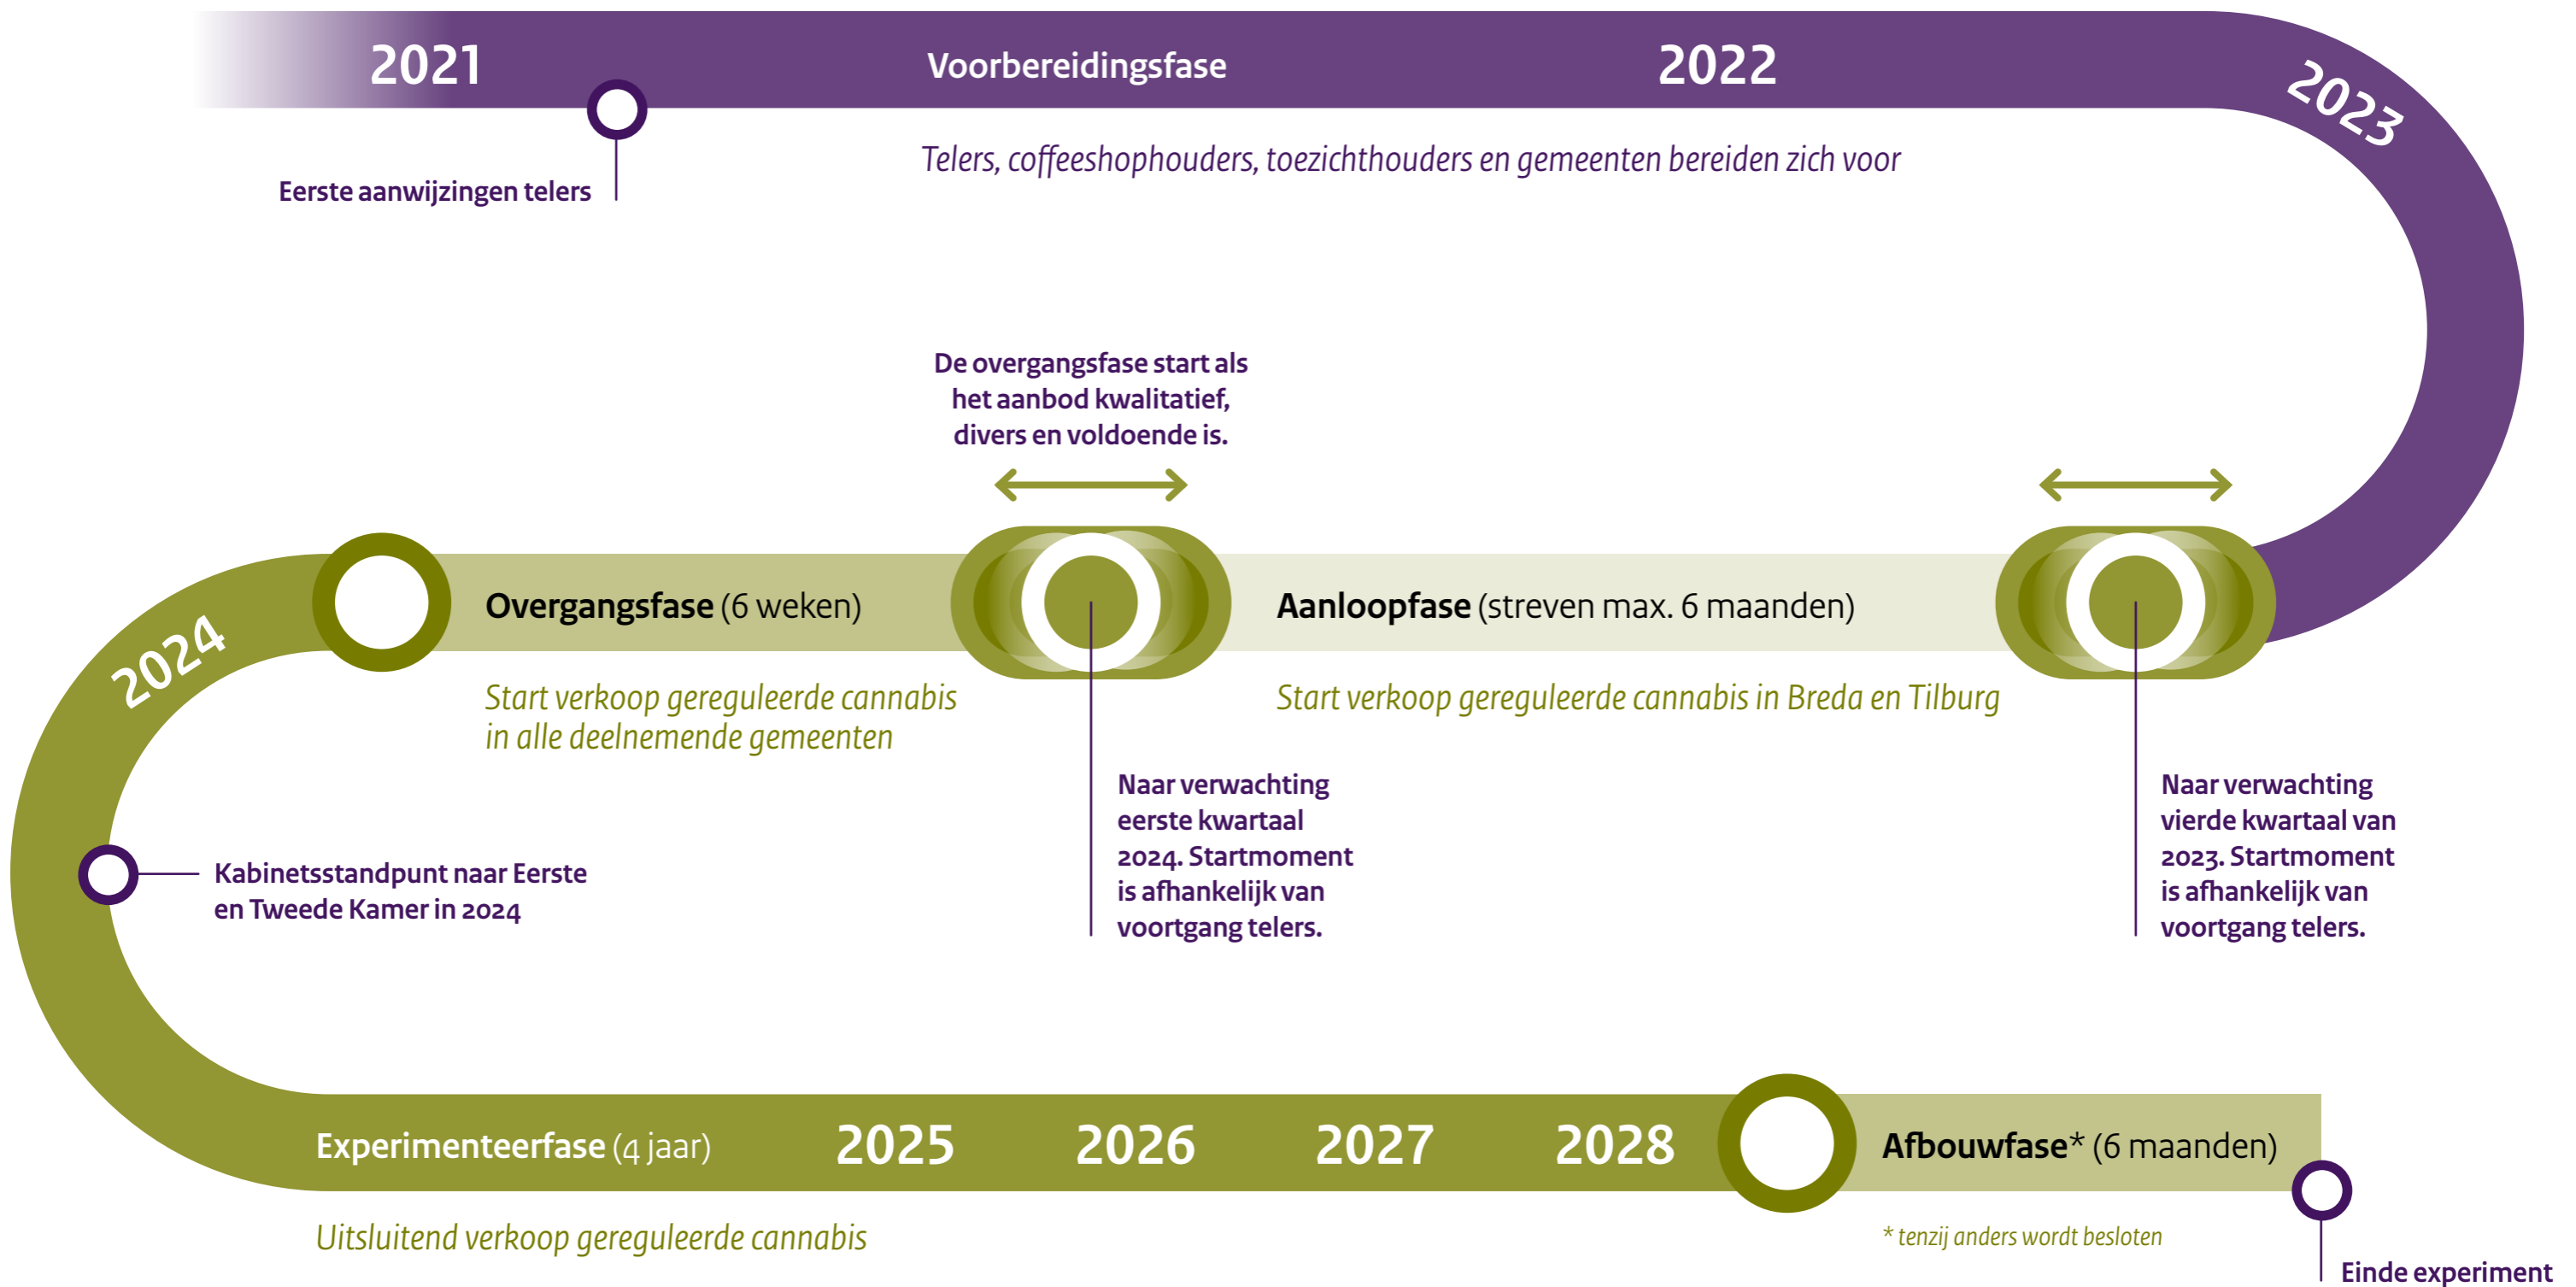 2021
Voorbereidingsfase
2022
2023
Telers, coffeeshophouders, toezichthouders en gemeenten bereiden zich voor
Eerste aanwijzingen telers
De overgangsfase start als
het aanbod kwalitatief,
divers en voldoende is.
Aanloopfase (streven max. 6 maanden)
Start verkoop gereguleerde cannabis in Breda en Tilburg
Naar verwachting
vierde kwartaal van
2023. Startmoment
is afhankelijk van
voortgang telers.
Overgangsfase (6 weken)
Start verkoop gereguleerde cannabis
in alle deelnemende gemeenten
Naar verwachting
eerste kwartaal
2024. Startmoment
is afhankelijk van
voortgang telers.
2024
Kabinetsstandpunt naar Eerste
en Tweede Kamer in 2024
Experimenteerfase (4 jaar)
2025
2026
2027
2028
Afbouwfase* (6 maanden)
Uitsluitend verkoop gereguleerde cannabis
* tenzij anders wordt besloten
Einde experiment